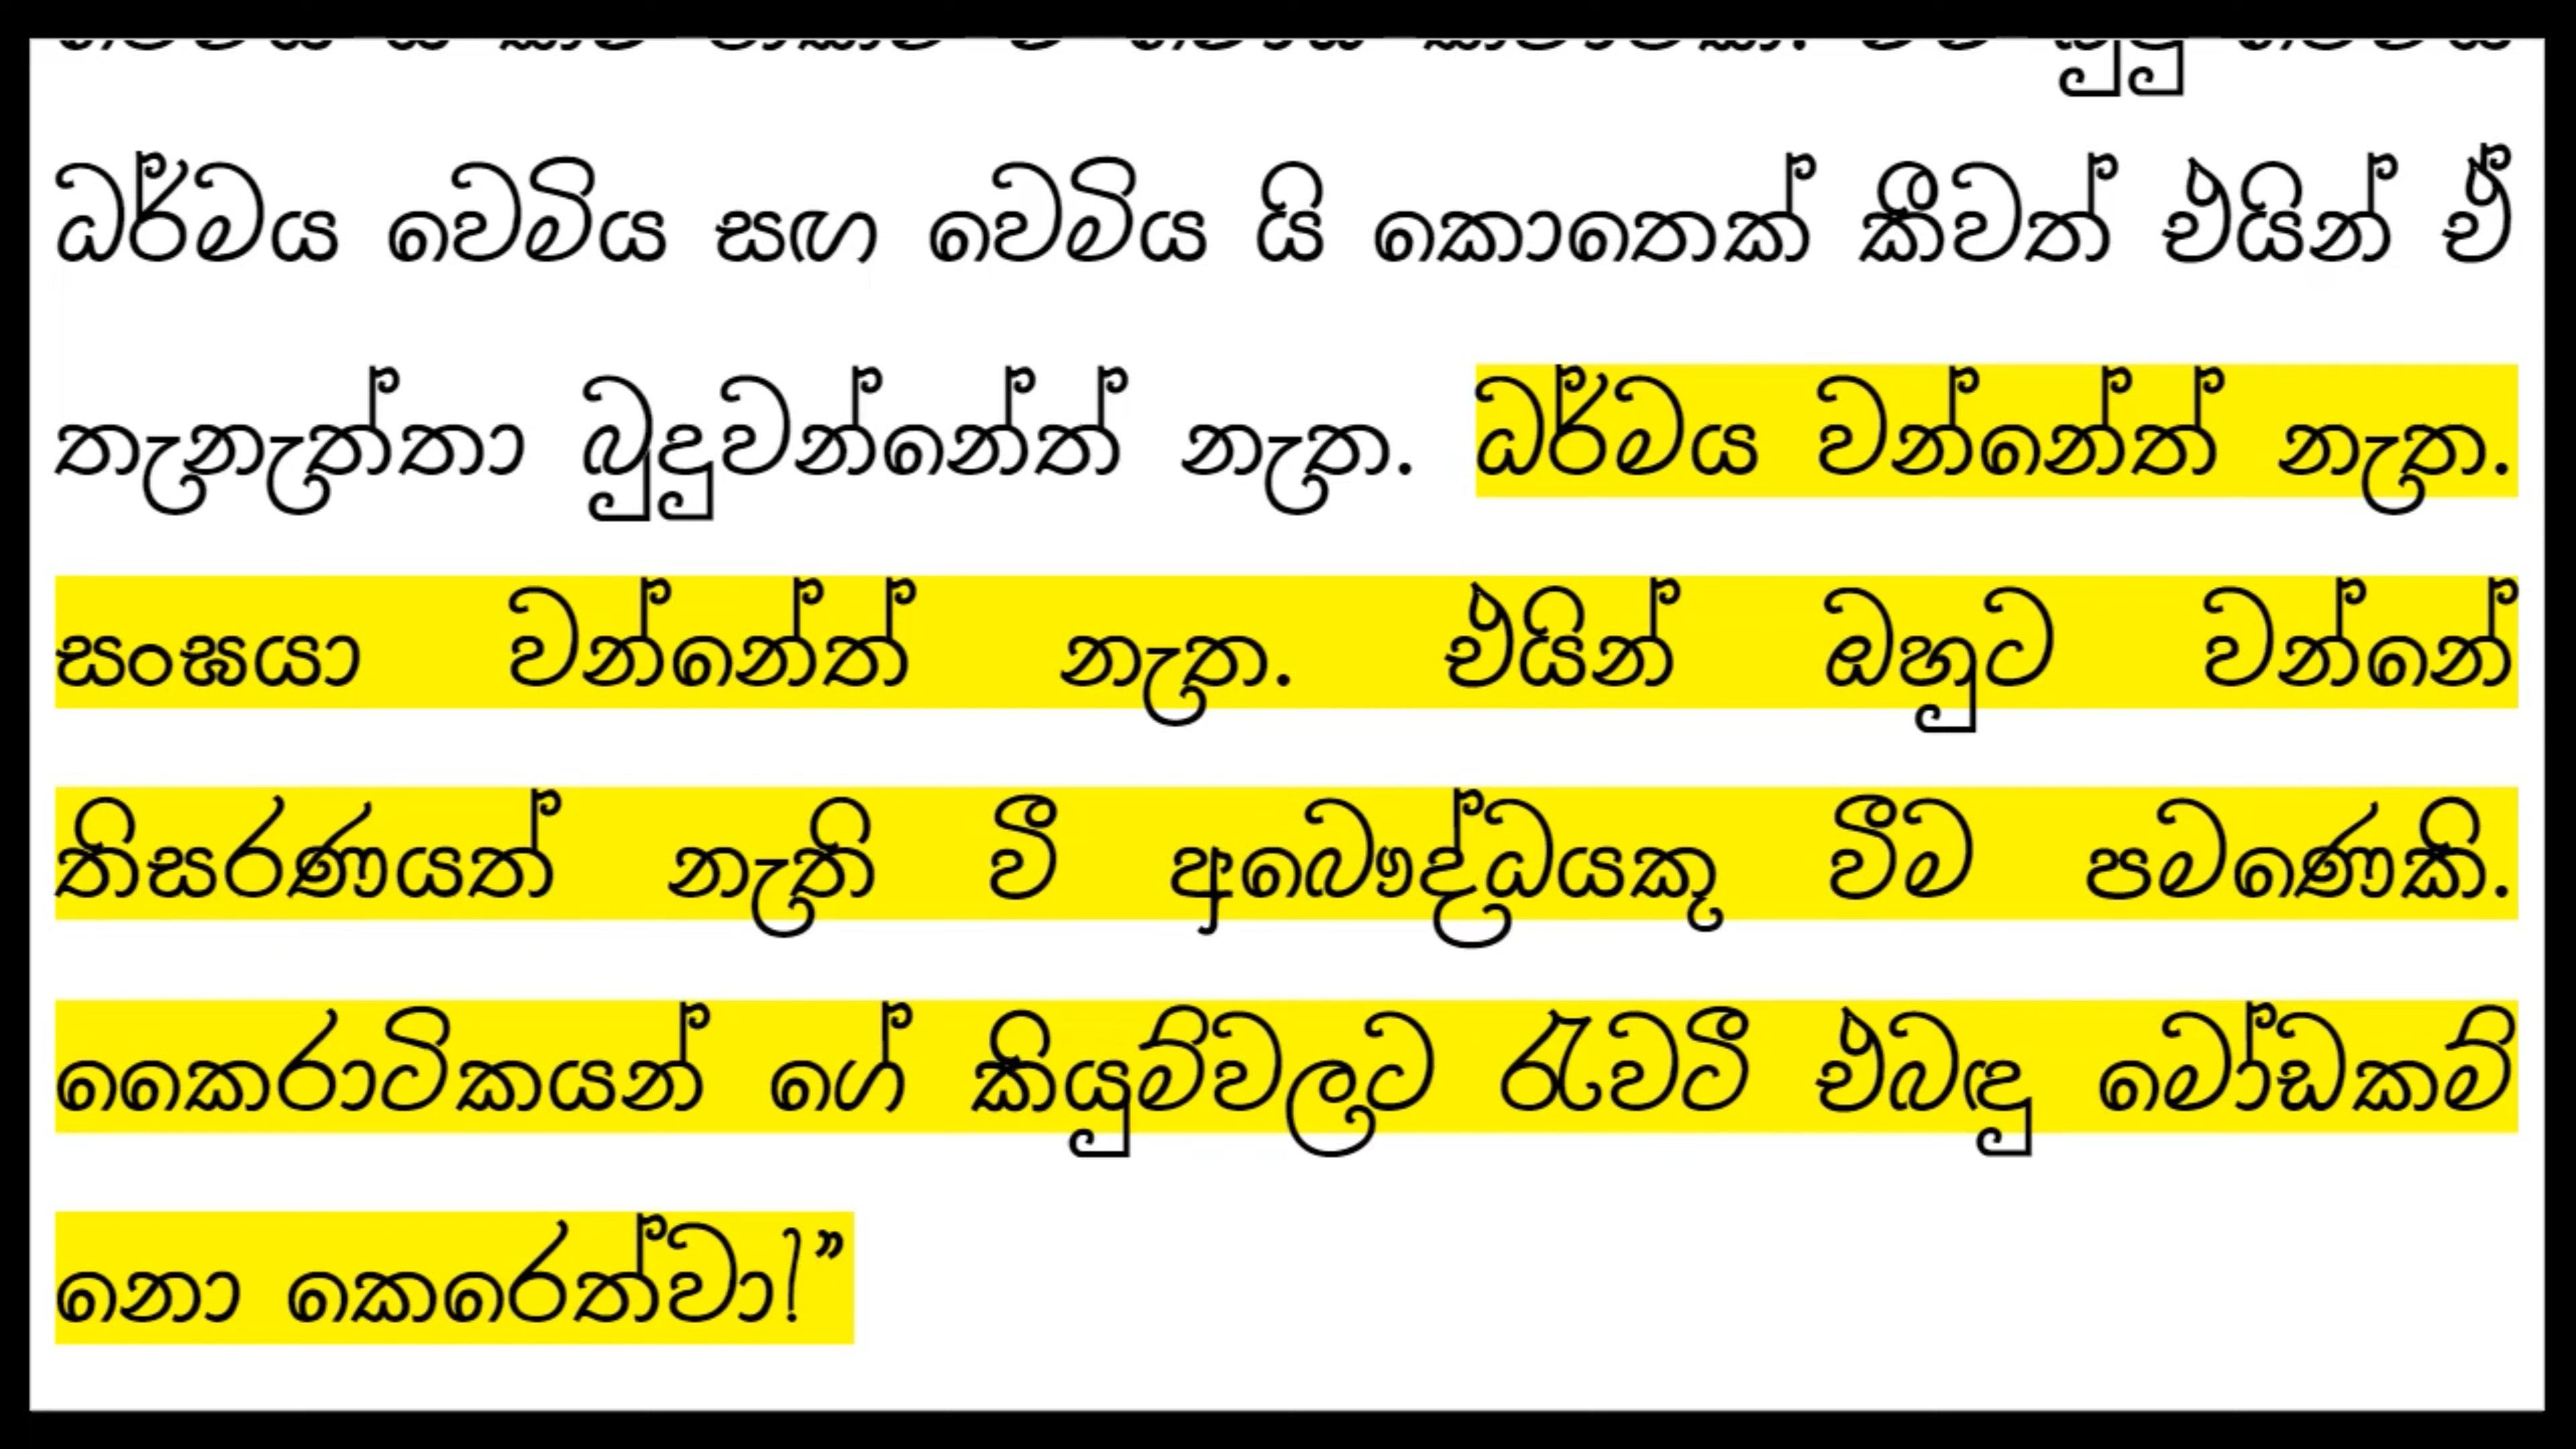 ධර්මය වෙමිය සඟ වෙමිය යි කොතෙක් කීවත් එයින් ඒ
තැනැත්තා බුදුවන්නේත් නැත. ධර්මය වන්නේත් නැත.
සංඝයා වන්නේත් නැත. එයින් ඔහුට වන්නේ
තිසරණයත් නැති වී අබෞද්ධයකු වීම පමණෙකි.
කෛරාටිකයන් ගේ කියුම්වලට රැවටී එබඳු මෝඩකම්
නො කෙරෙත්වා!”